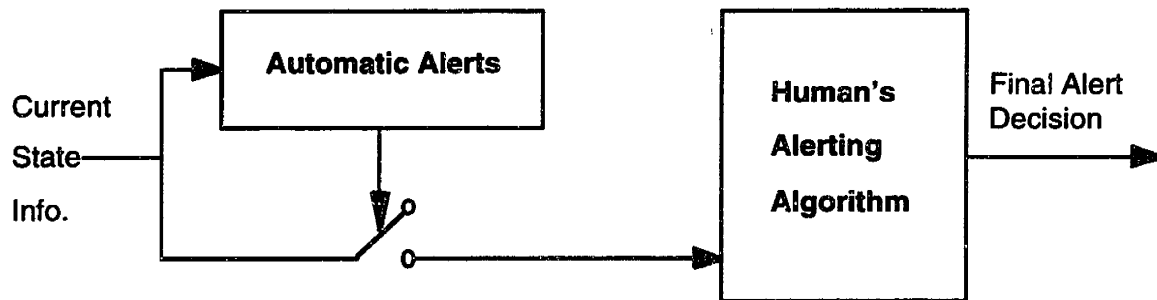 Automatic Alerts
Current
State
Info.
Human's
Alerting
Algorithm
Final Alert
Decision